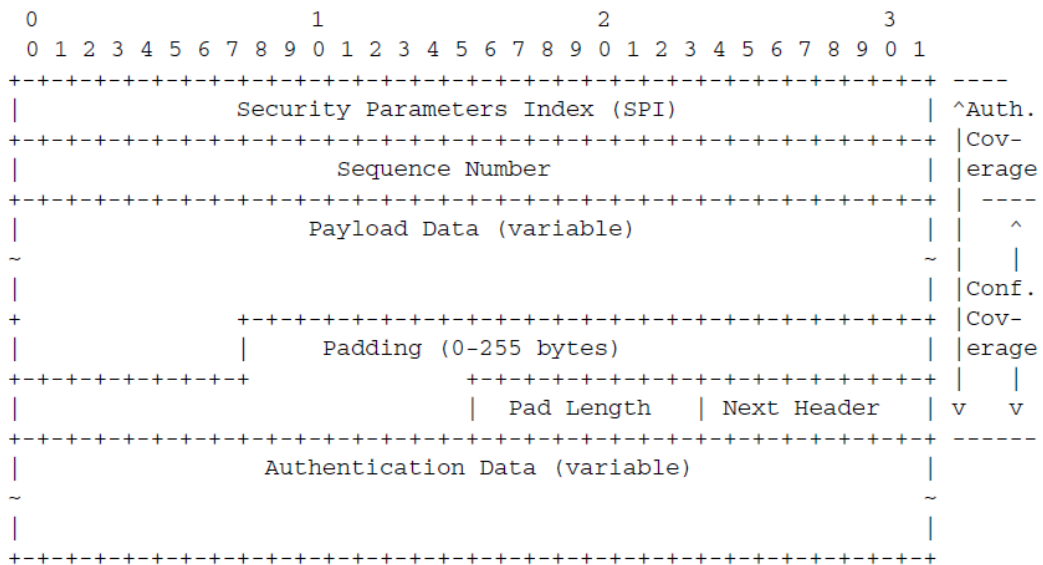 0                   1                   2                   3
 0 1 2 3 4 5 6 7 8 9 0 1 2 3 4 5 6 7 8 9 0 1 2 3 4 5 6 7 8 9 0 1
+-+-+-+-+-+-+-+-+-+-+-+-+-+-+-+-+-+-+-+-+-+-+-+-+-+-+-+-+-+-+-+-+ ----
|               Security Parameters Index (SPI)                 | ^Auth.
+-+-+-+-+-+-+-+-+-+-+-+-+-+-+-+-+-+-+-+-+-+-+-+-+-+-+-+-+-+-+-+-+ |Cov-
|                      Sequence Number                          | |erage
+-+-+-+-+-+-+-+-+-+-+-+-+-+-+-+-+-+-+-+-+-+-+-+-+-+-+-+-+-+-+-+-+ | ----
|                    Payload Data (variable)                    | |   ^
~                                                               ~ |   |
|                                                               | |Conf.
+               +-+-+-+-+-+-+-+-+-+-+-+-+-+-+-+-+-+-+-+-+-+-+-+-+ |Cov-
|               |     Padding (0-255 bytes)                     | |erage
+-+-+-+-+-+-+-+-+               +-+-+-+-+-+-+-+-+-+-+-+-+-+-+-+-+ |   |
|                               |  Pad Length   | Next Header   | v   v
+-+-+-+-+-+-+-+-+-+-+-+-+-+-+-+-+-+-+-+-+-+-+-+-+-+-+-+-+-+-+-+-+ ------
|                 Authentication Data (variable)                |
~                                                               ~
|                                                               |
+-+-+-+-+-+-+-+-+-+-+-+-+-+-+-+-+-+-+-+-+-+-+-+-+-+-+-+-+-+-+-+-+